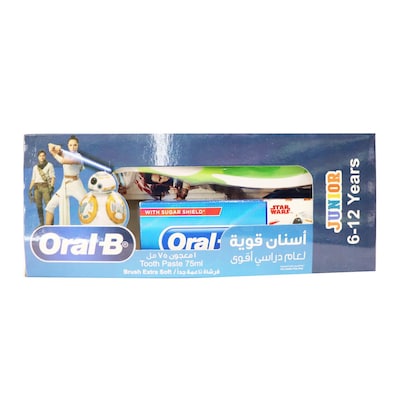 WITH SUGAR SHIELD*
STAR WARS
Oral-
Oral-B
أسنان قوية
لعام دراسي أقوى
١معجون ٧٥ مل
Tooth Paste 75ml
Brush Extra Soft / فرشاة ناعمة جداً
JUNIOR
6-12 Years